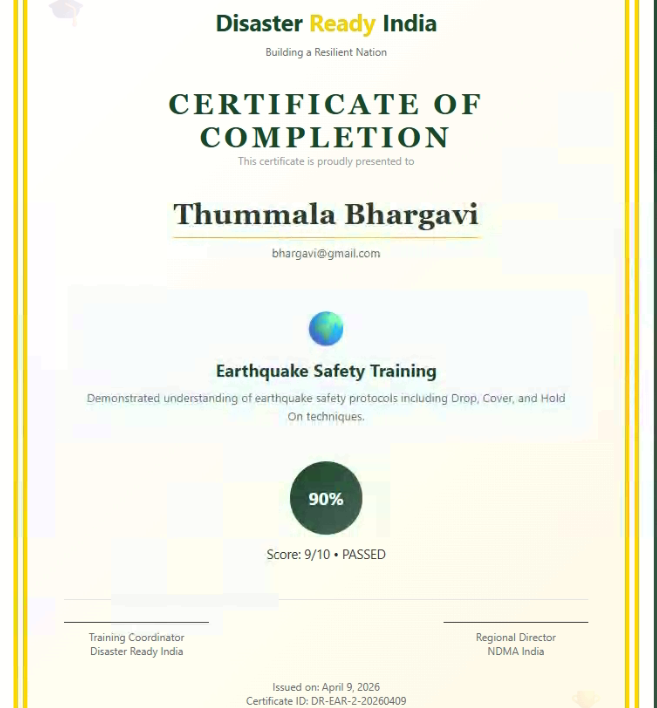 Disaster Ready India
Building a Resilient Nation
CERTIFICATE OF
COMPLETION
This certificate is proudly presented to
Thummala Bhargavi
bhargavi@gmail.com
Earthquake Safety Training
Demonstrated understanding of earthquake safety protocols including Drop, Cover, and Hold
On techniques.
90%
Score: 9/10 • PASSED
Training Coordinator
Disaster Ready India
Regional Director
NDMA India
Issued on: April 9, 2026
Certificate ID: DR-EAR-2-20260409